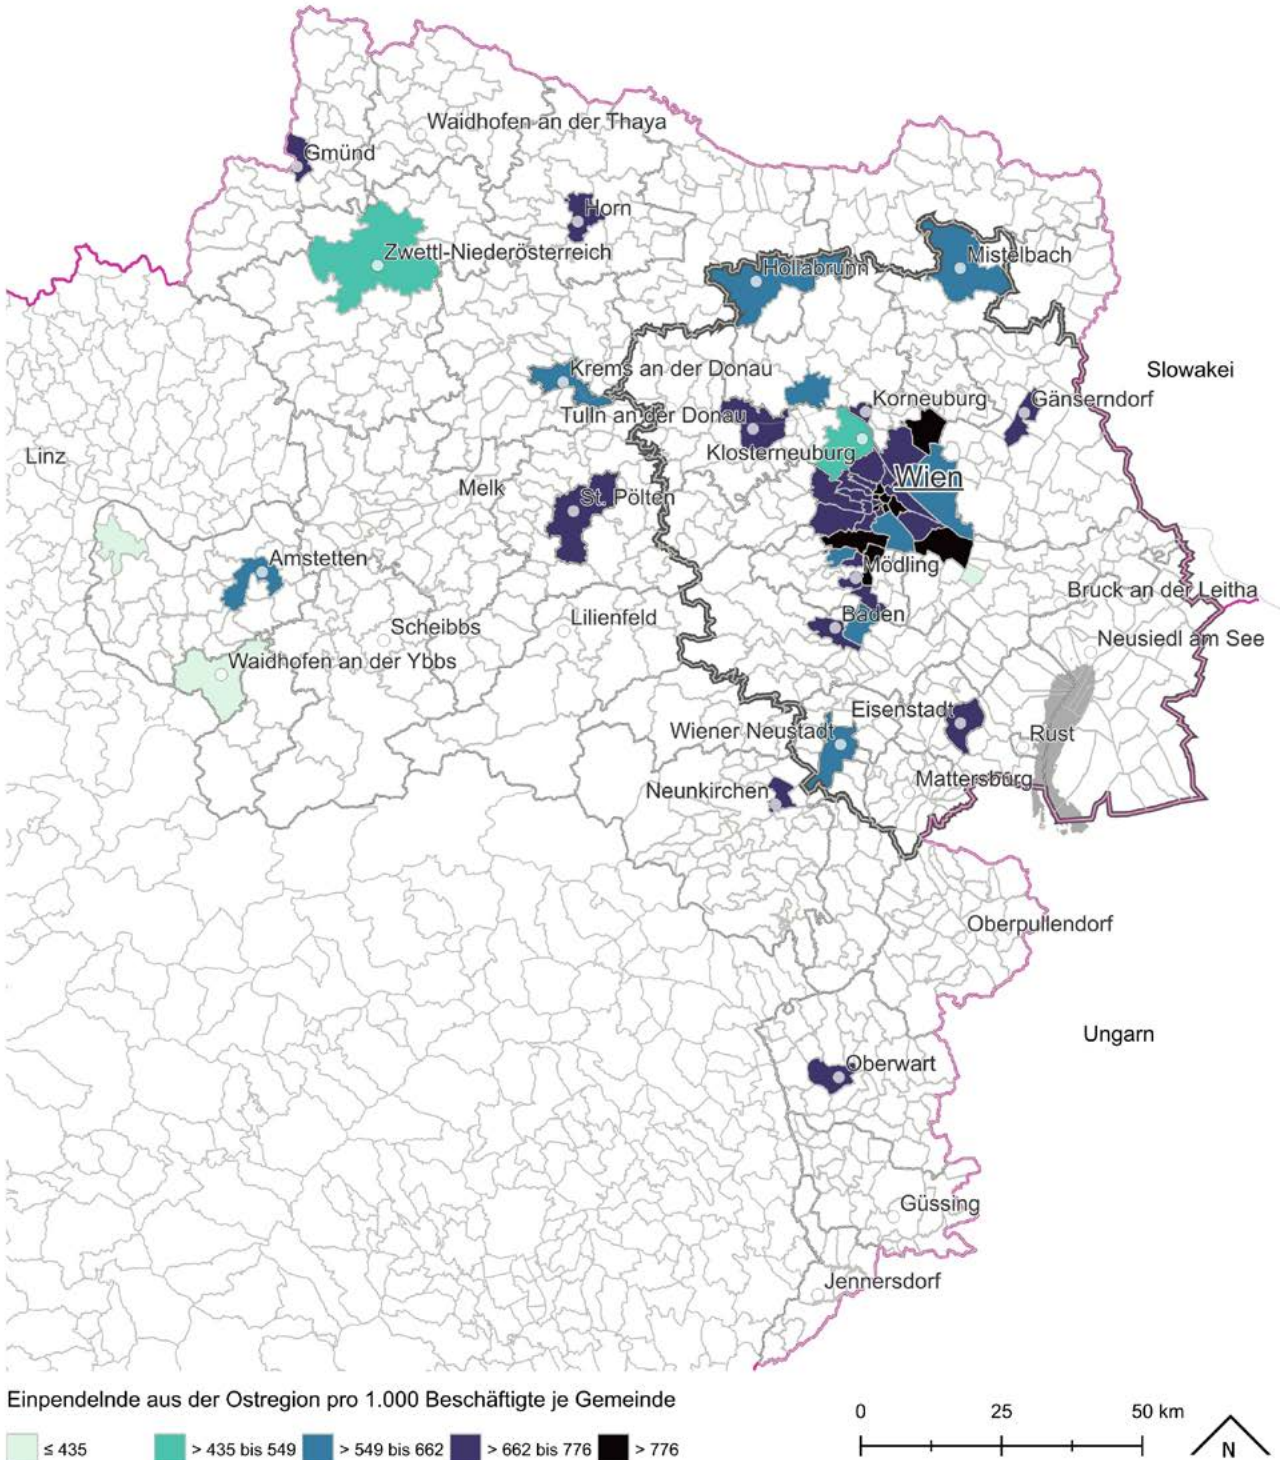 Waidhofen an der Thaya
Gmünd
Horn
Zwettl-Niederösterreich
Mistelbach
Hollabrunn
Krems an der Donau
Slowakei
Korneuburg
Gänserndorf
Tulln an der Donau
Klosterneuburg
Linz
Wien
Melk
St. Pölten
Amstetten
Mödling
Bruck an der Leitha
Baden
Lilienfeld
Scheibbs
Neusiedl am See
Waidhofen an der Ybbs
Eisenstadt
Wiener Neustadt
Rust
Mattersburg
Neunkirchen
Oberpullendorf
Ungarn
Oberwart
Güssing
Jennersdorf
Einpendelnde aus der Ostregion pro 1.000 Beschäftigte je Gemeinde
≤ 435
> 435 bis 549
> 549 bis 662
> 662 bis 776
> 776
0 25 50 km
N